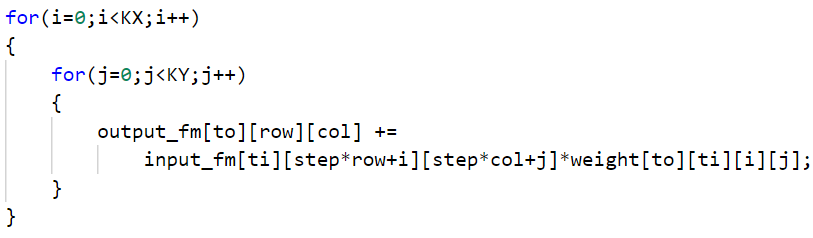 for(i=0;i<KX;i++)
{
    for(j=0;j<KY;j++)
    {
        output_fm[to][row][col] +=
            input_fm[ti][step*row+i][step*col+j]*weight[to][ti][i][j];
    }
}